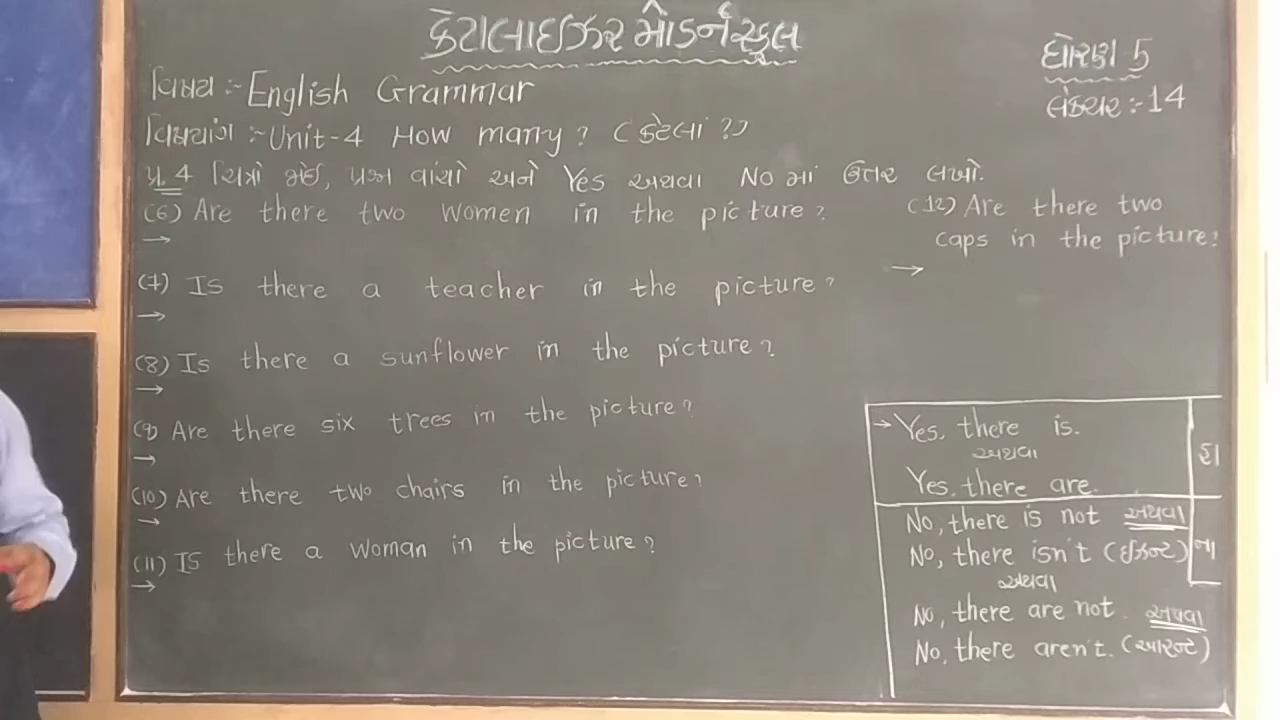 કેટાલાઇઝર મોડર્ન સ્કૂલ
ધોરણ 5
વિષય :- English Grammar
લેક્ચર :- 14
વિષયાંગ :- Unit-4 How many? (કેટલાં ?)
પ્ર. 4 ચિત્રો જોઇ, પ્રશ્ન વાંચો અને Yes અથવા No માં ઉત્તર લખો.
(6) Are there two women in the picture?
→
(7) Is there a teacher in the picture?
→
(8) Is there a sunflower in the picture?
→
(9) Are there six trees in the picture?
→
(10) Are there two chairs in the picture?
→
(11) Is there a woman in the picture?
→
(12) Are there two
caps in the picture?
→
→ Yes, there is.
અથવા
Yes, there are.
હા
No, there is not અથવા
No, there isn't (ઈઝન્ટ)
ના
અથવા
No, there are not. અથવા
No, there aren't. (આરન્ટ)